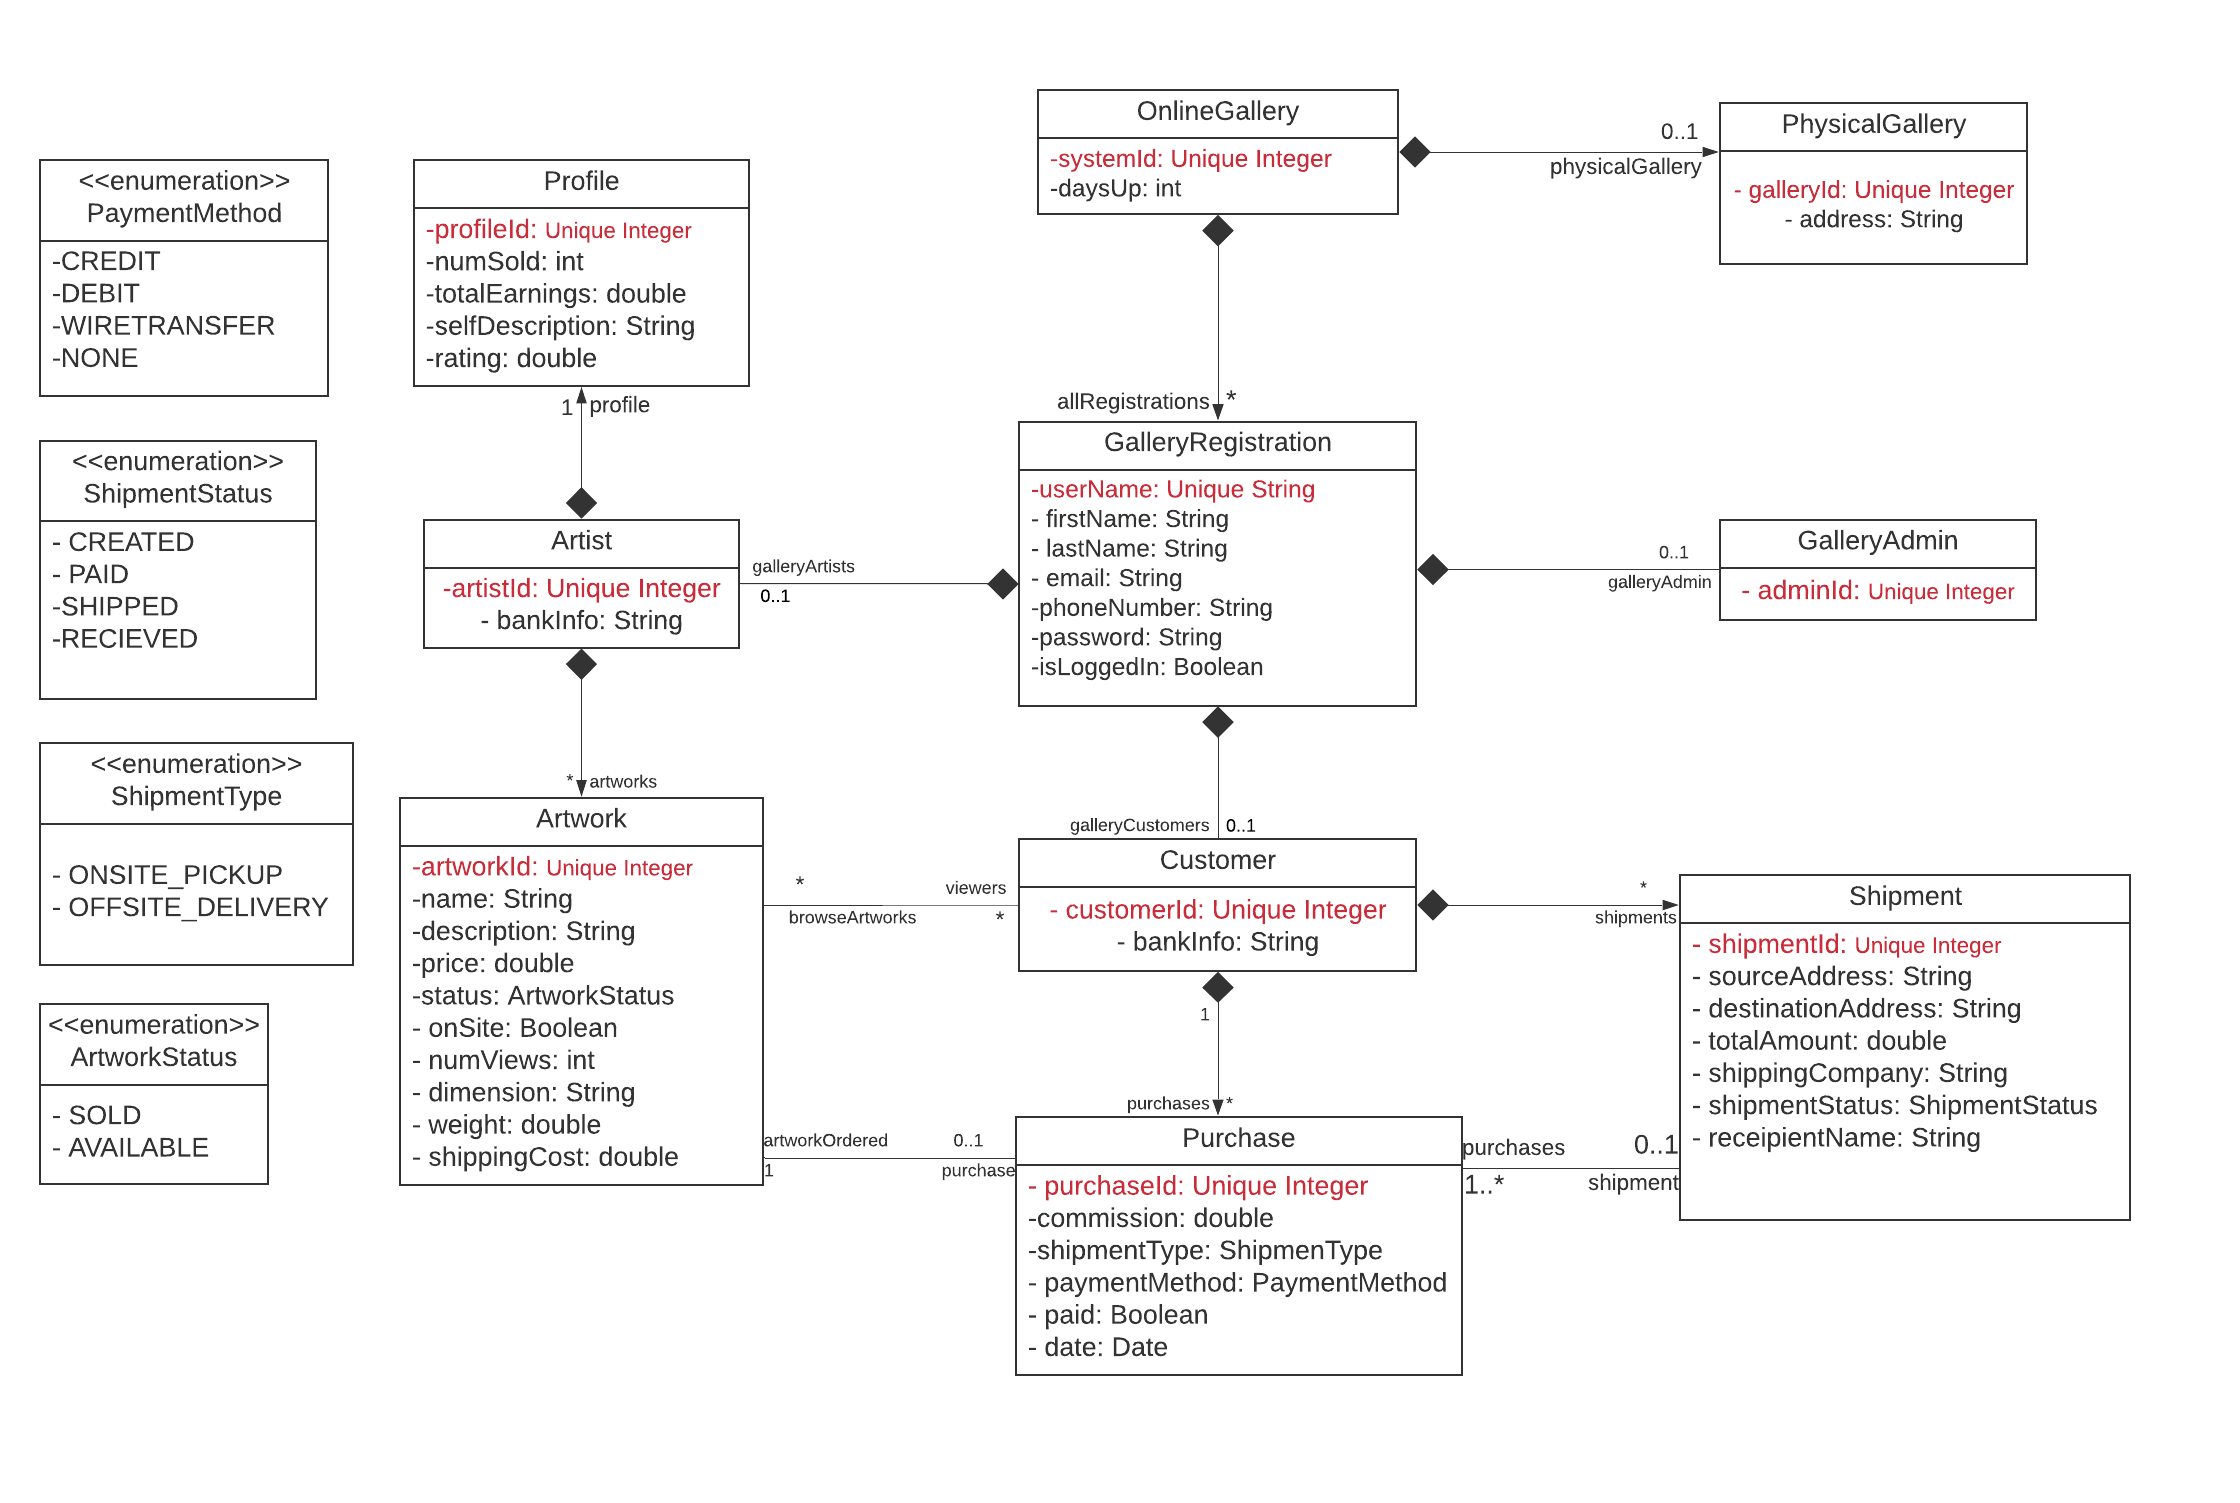 <<enumeration>>
PaymentMethod
-CREDIT
-DEBIT
-WIRETRANSFER
-NONE
<<enumeration>>
ShipmentStatus
- CREATED
- PAID
-SHIPPED
-RECIEVED
<<enumeration>>
ShipmentType
- ONSITE_PICKUP
- OFFSITE_DELIVERY
<<enumeration>>
ArtworkStatus
- SOLD
- AVAILABLE
Profile
-profileId: Unique Integer
-numSold: int
-totalEarnings: double
-selfDescription: String
-rating: double
1 profile
Artist
-artistId: Unique Integer
- bankInfo: String
galleryArtists
0..1
* artworks
Artwork
-artworkId: Unique Integer
-name: String
-description: String
-price: double
-status: ArtworkStatus
- onSite: Boolean
- numViews: int
- dimension: String
- weight: double
- shippingCost: double
* viewers
browseArtworks *
artworkOrdered 0..1
1 purchase
OnlineGallery
-systemId: Unique Integer
-daysUp: int
0..1
physicalGallery
PhysicalGallery
- galleryId: Unique Integer
- address: String
allRegistrations *
GalleryRegistration
-userName: Unique String
- firstName: String
- lastName: String
- email: String
-phoneNumber: String
-password: String
-isLoggedIn: Boolean
0..1
galleryAdmin
GalleryAdmin
- adminId: Unique Integer
galleryCustomers 0..1
Customer
- customerId: Unique Integer
- bankInfo: String
*
shipments
1
purchases *
Purchase
- purchaseId: Unique Integer
-commission: double
-shipmentType: ShipmenType
- paymentMethod: PaymentMethod
- paid: Boolean
- date: Date
purchases 0..1
1..* shipment
Shipment
- shipmentId: Unique Integer
- sourceAddress: String
- destinationAddress: String
- totalAmount: double
- shippingCompany: String
- shipmentStatus: ShipmentStatus
- receipientName: String